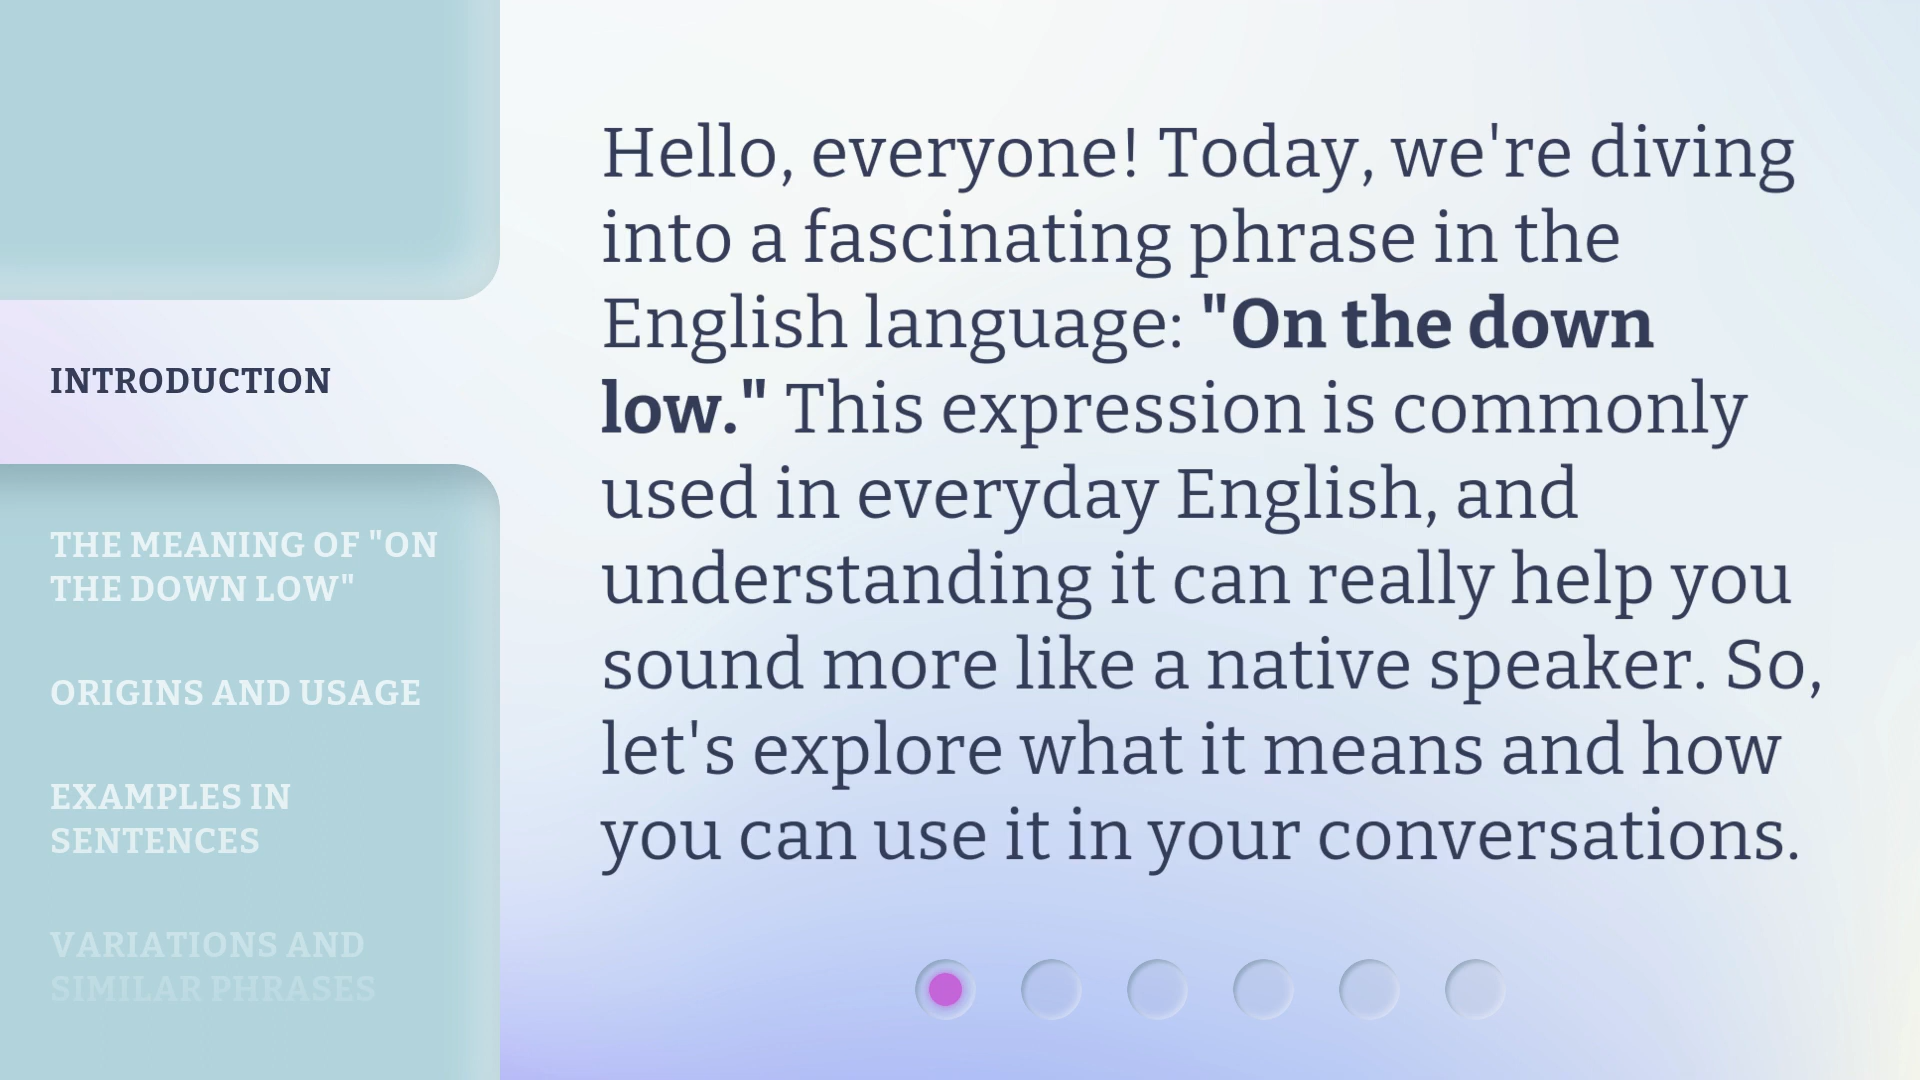 INTRODUCTION
THE MEANING OF "ON
THE DOWN LOW"
ORIGINS AND USAGE
EXAMPLES IN
SENTENCES
VARIATIONS AND
SIMILAR PHRASES
Hello, everyone! Today, we're diving
into a fascinating phrase in the
English language: "On the down
low." This expression is commonly
used in everyday English, and
understanding it can really help you
sound more like a native speaker. So,
let's explore what it means and how
you can use it in your conversations.